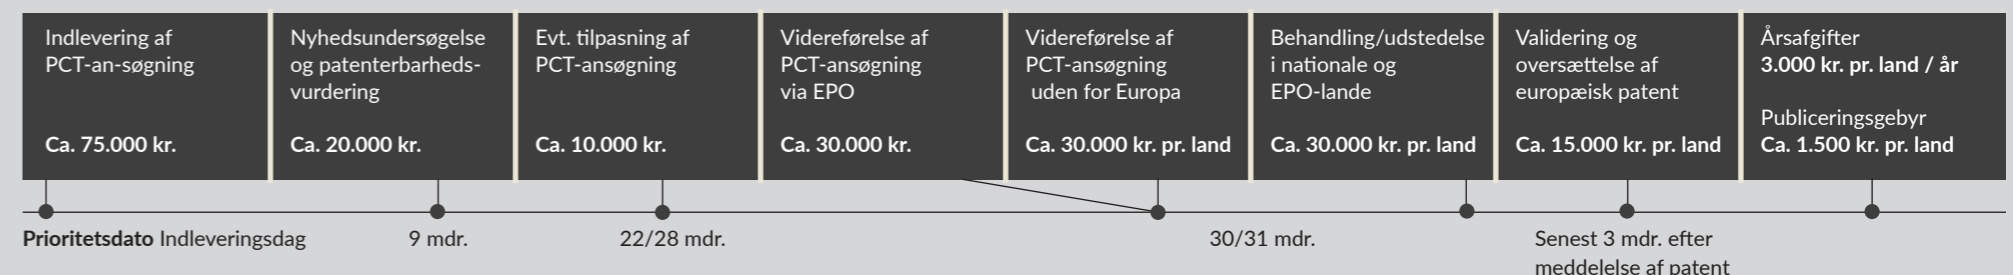 Indlevering af
PCT-an-søgning
Ca. 75.000 kr.
Nyhedsundersøgelse
og patenterbarheds-
vurdering
Ca. 20.000 kr.
Evt. tilpasning af
PCT-ansøgning
Ca. 10.000 kr.
Videreførelse af
PCT-ansøgning
via EPO
Ca. 30.000 kr.
Videreførelse af
PCT-ansøgning
uden for Europa
Ca. 30.000 kr. pr. land
Behandling/udstedelse
i nationale og
EPO-lande
Ca. 30.000 kr. pr. land
Validering og
oversættelse af
europæisk patent
Ca. 15.000 kr. pr. land
Årsafgifter
3.000 kr. pr. land / år
Publiceringsgebyr
Ca. 1.500 kr. pr. land
Prioritetsdato Indleveringsdag
9 mdr.
22/28 mdr.
30/31 mdr.
Senest 3 mdr. efter
meddelelse af patent